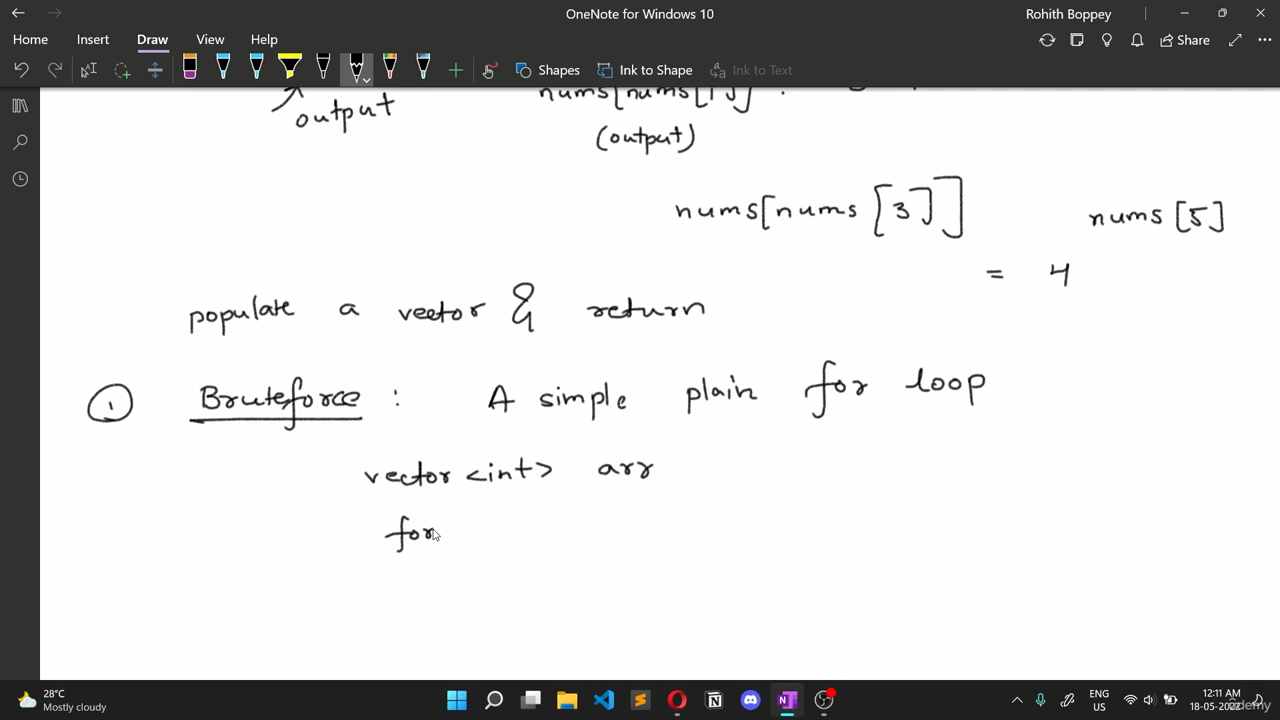 OneNote for Windows 10
Rohith Boppey
Home Insert Draw View Help
Share
Shapes Ink to Shape Ink to Text
output
(output)
nums[nums [3]]
nums [5]
= 4
populate a vector & return
1 Bruteforce : A simple plain for loop
vector <int> arr
for
28°C
Mostly cloudy
ENG
US
12:11 AM
18-05-2022
udemy